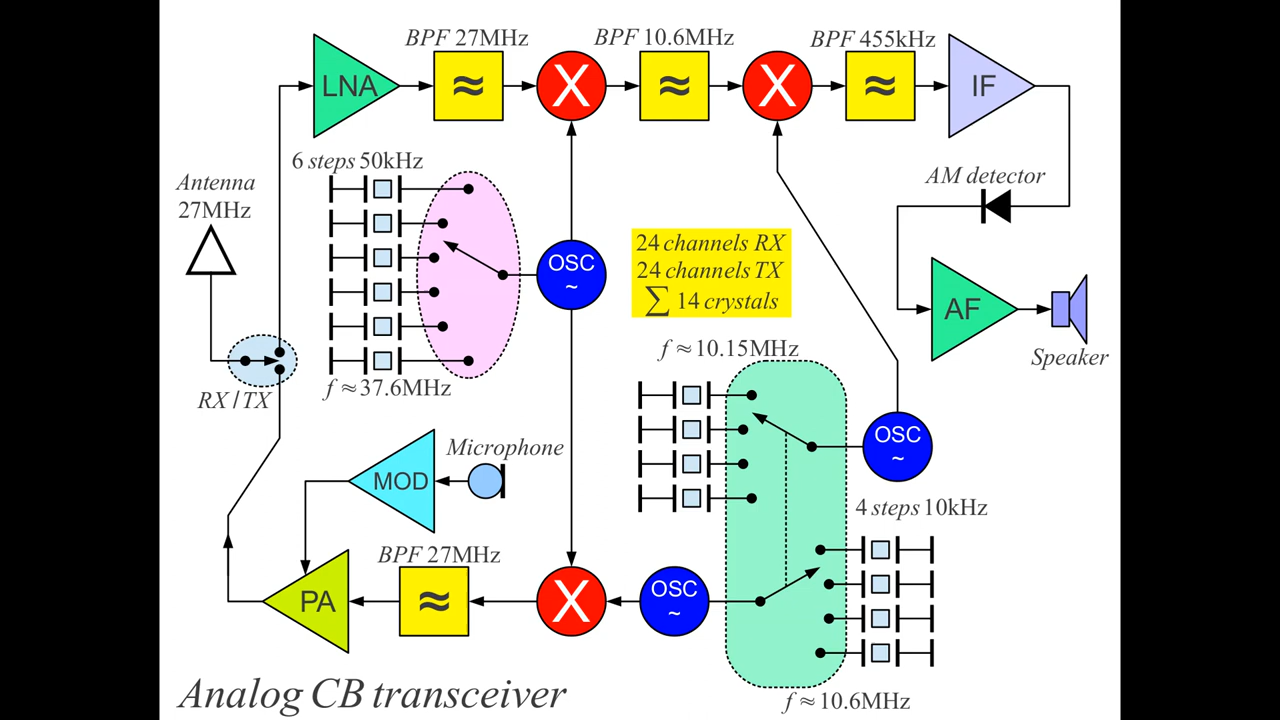 BPF 27MHz
BPF 10.6MHz
BPF 455kHz
LNA
≈
X
≈
X
≈
IF
6 steps 50kHz
Antenna
27MHz
AM detector
24 channels RX
24 channels TX
∑ 14 crystals
OSC
~
AF
Speaker
RX / TX
f ≈ 37.6MHz
f ≈ 10.15MHz
OSC
~
Microphone
MOD
4 steps 10kHz
BPF 27MHz
PA
≈
X
OSC
~
f ≈ 10.6MHz
Analog CB transceiver